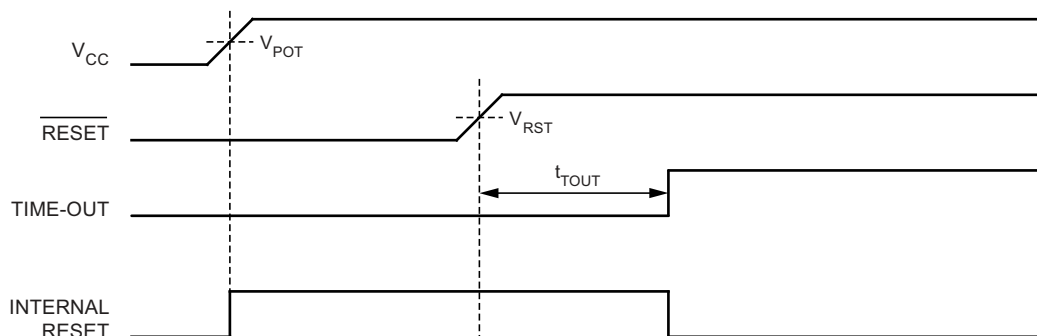 V_CC
V_POT
RESET
V_RST
t_TOUT
TIME-OUT
INTERNAL
RESET